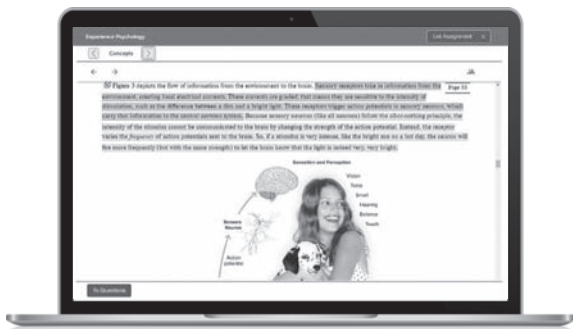 Experience Psychology
List Assignment X
Concepts
Figure 3 depicts the flow of information from the environment to the brain. Sensory receptors take in information from the
Page 53
environment, creating local electrical currents. These currents are graded; that means they are sensitive to the intensity of
stimulation, such as the difference between a dim and a bright light. These receptors trigger action potentials in sensory neurons, which
carry that information to the central nervous system. Because sensory neurons (like all neurons) follow the all-or-nothing principle, the
intensity of the stimulus cannot be communicated to the brain by changing the strength of the action potential. Instead, the receptor
varies the frequency of action potentials sent to the brain. So, if a stimulus is very intense, like the bright sun on a hot day, the neuron will
fire more frequently (but with the same strength) to let the brain know that the light is indeed very, very bright.
Sensation and Perception
Vision
Taste
Smell
Hearing
Balance
Touch
Sensory
Neurons
Action
potentials
To Questions